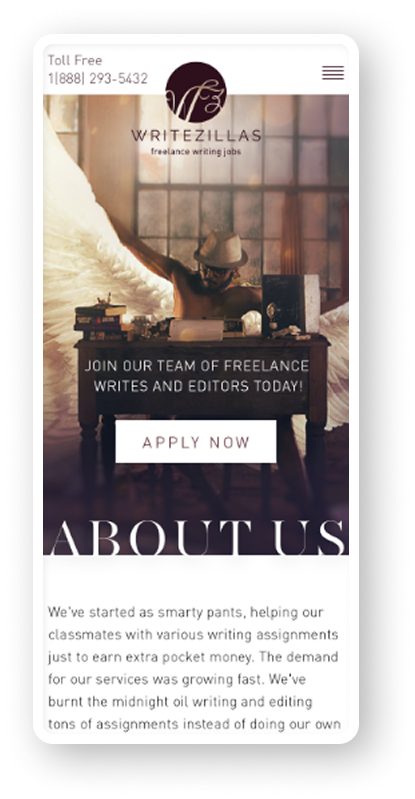 Toll Free
1(888) 293-5432
WZ
WRITEZILLAS
freelance writing jobs
JOIN OUR TEAM OF FREELANCE
WRITES AND EDITORS TODAY!
APPLY NOW
ABOUT US
We've started as smarty pants, helping our
classmates with various writing assignments
just to earn extra pocket money. The demand
for our services was growing fast. We've
burnt the midnight oil writing and editing
tons of assignments instead of doing our own